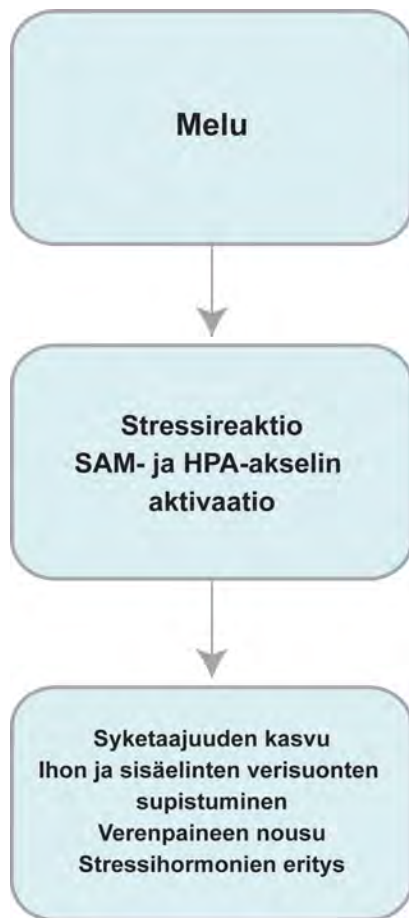 Melu
Stressireaktio
SAM- ja HPA-akselin
aktivaatio
Syketaajuuden kasvu
Ihon ja sisäelinten verisuonten
supistuminen
Verenpaineen nousu
Stressihormonien eritys